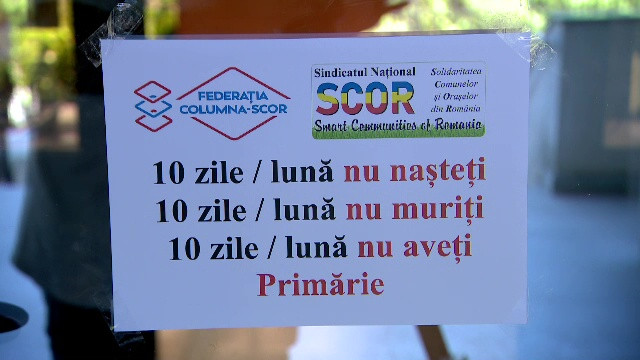 FEDERAȚIA
COLUMNA-SCOR
Sindicatul Național
SCOR
Solidaritatea
Comunelor
și Orașelor
din România
Smart Communities of Romania
10 zile / lună nu nașteți
10 zile / lună nu muriți
10 zile / lună nu aveți
Primărie